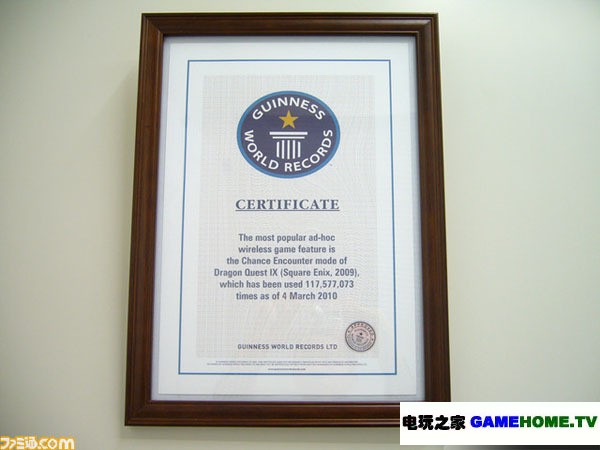 GUINNESS
WORLD RECORDS
CERTIFICATE
The most popular ad-hoc
wireless game feature is
the Chance Encounter mode of
Dragon Quest IX (Square Enix, 2009),
which has been used 117,577,073
times as of 4 March 2010
GUINNESS WORLD RECORDS LTD
ファミ通.com
电玩之家 GAMEHOME.TV